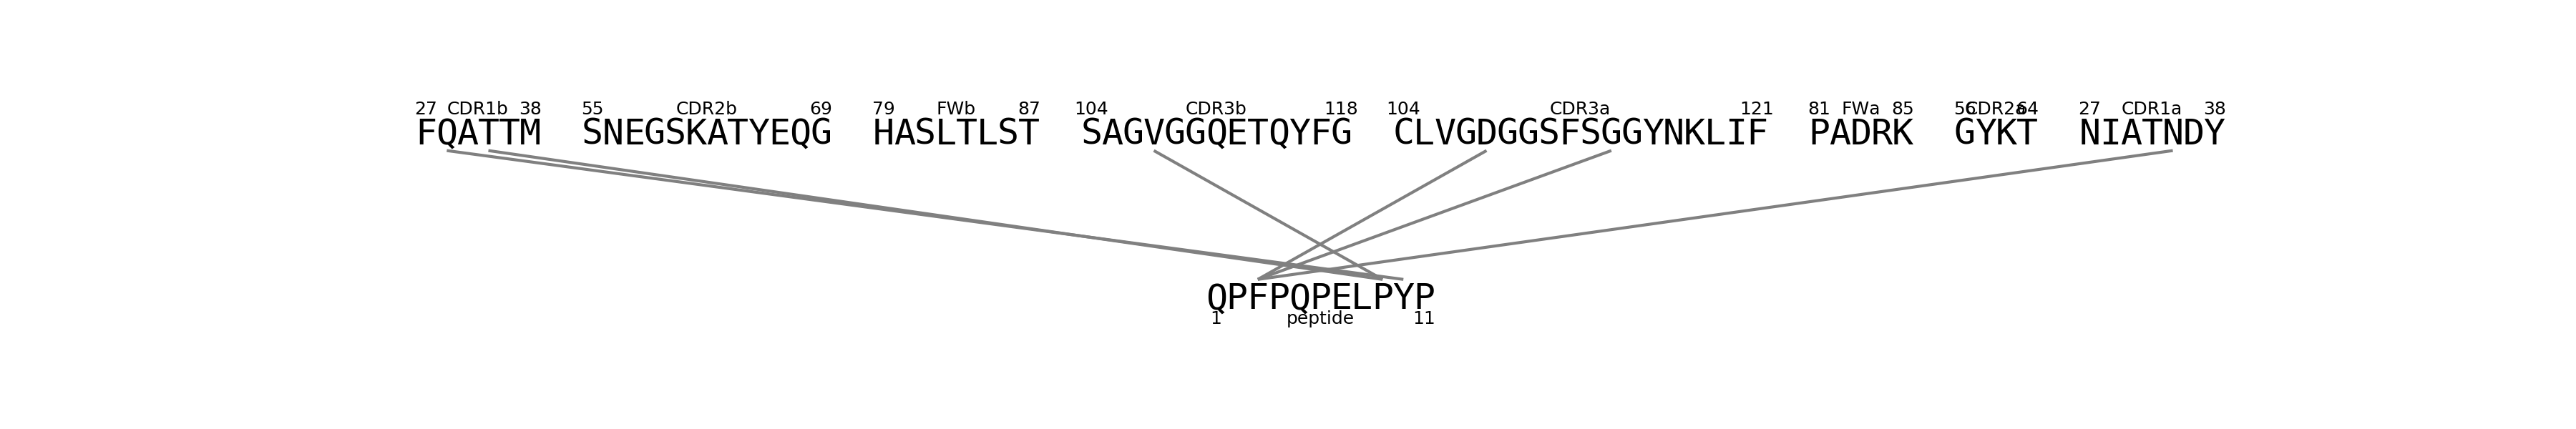 27 CDR1b 38 55 CDR2b 69 79 FWb 87 104 CDR3b 118 104 CDR3a 121 81 FWa 85 56 CDR2a 64 27 CDR1a 38
FQATTM SNEGSKATYEQG HASLTLST SAGVGGQETQYFG CLVGDGGSFSGGYNKLIF PADRK GYKT NIATNDY
QPFPQPELPYP
1 peptide 11